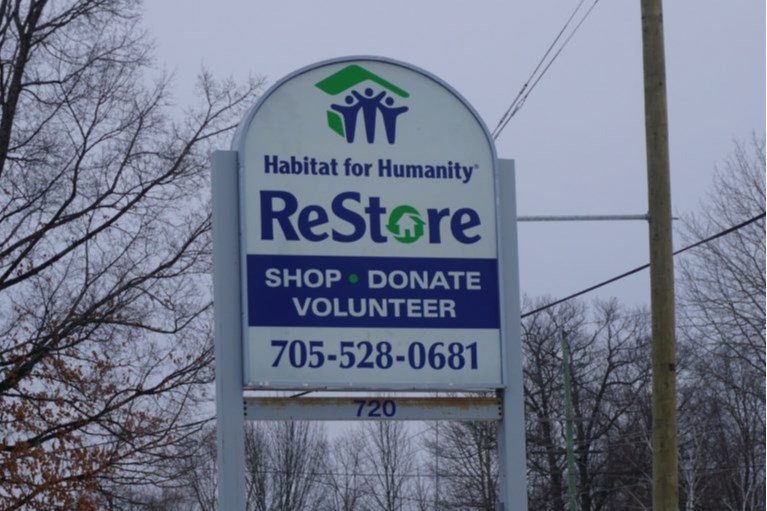 Habitat for Humanity®
ReStore
SHOP • DONATE
VOLUNTEER
705-528-0681
720